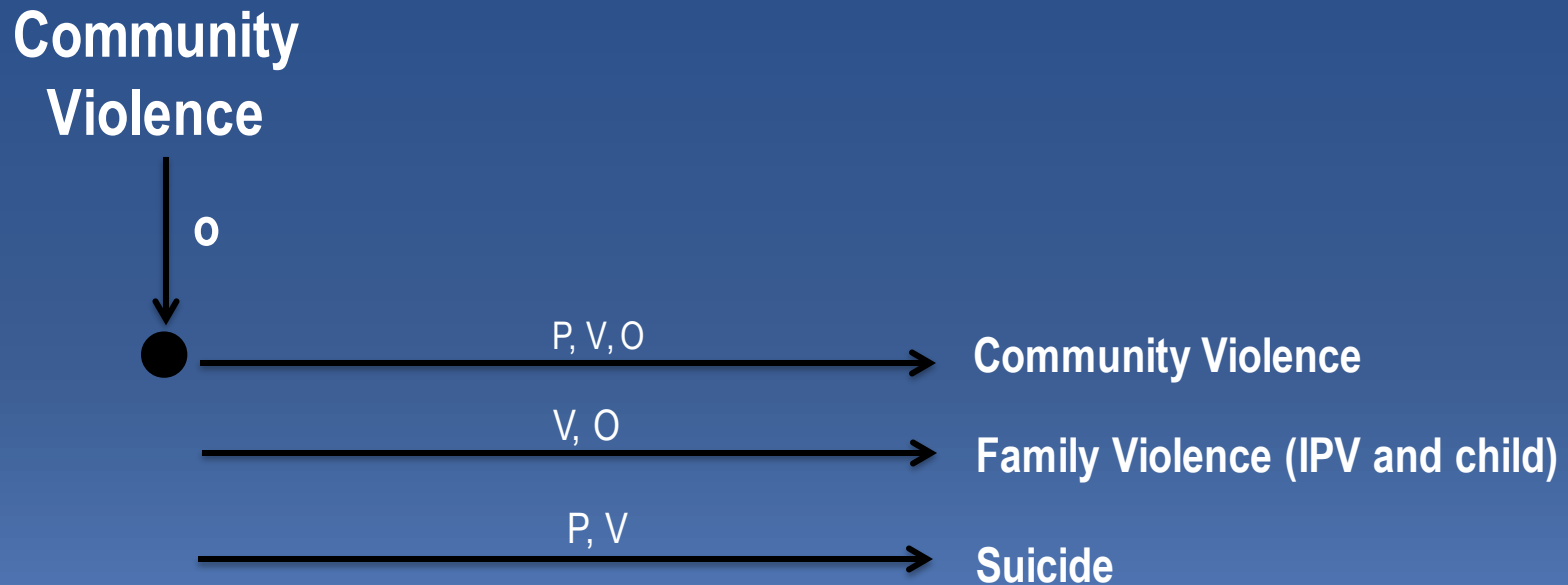 Community
Violence
o
P, V, O
Community Violence
V, O
Family Violence (IPV and child)
P, V
Suicide